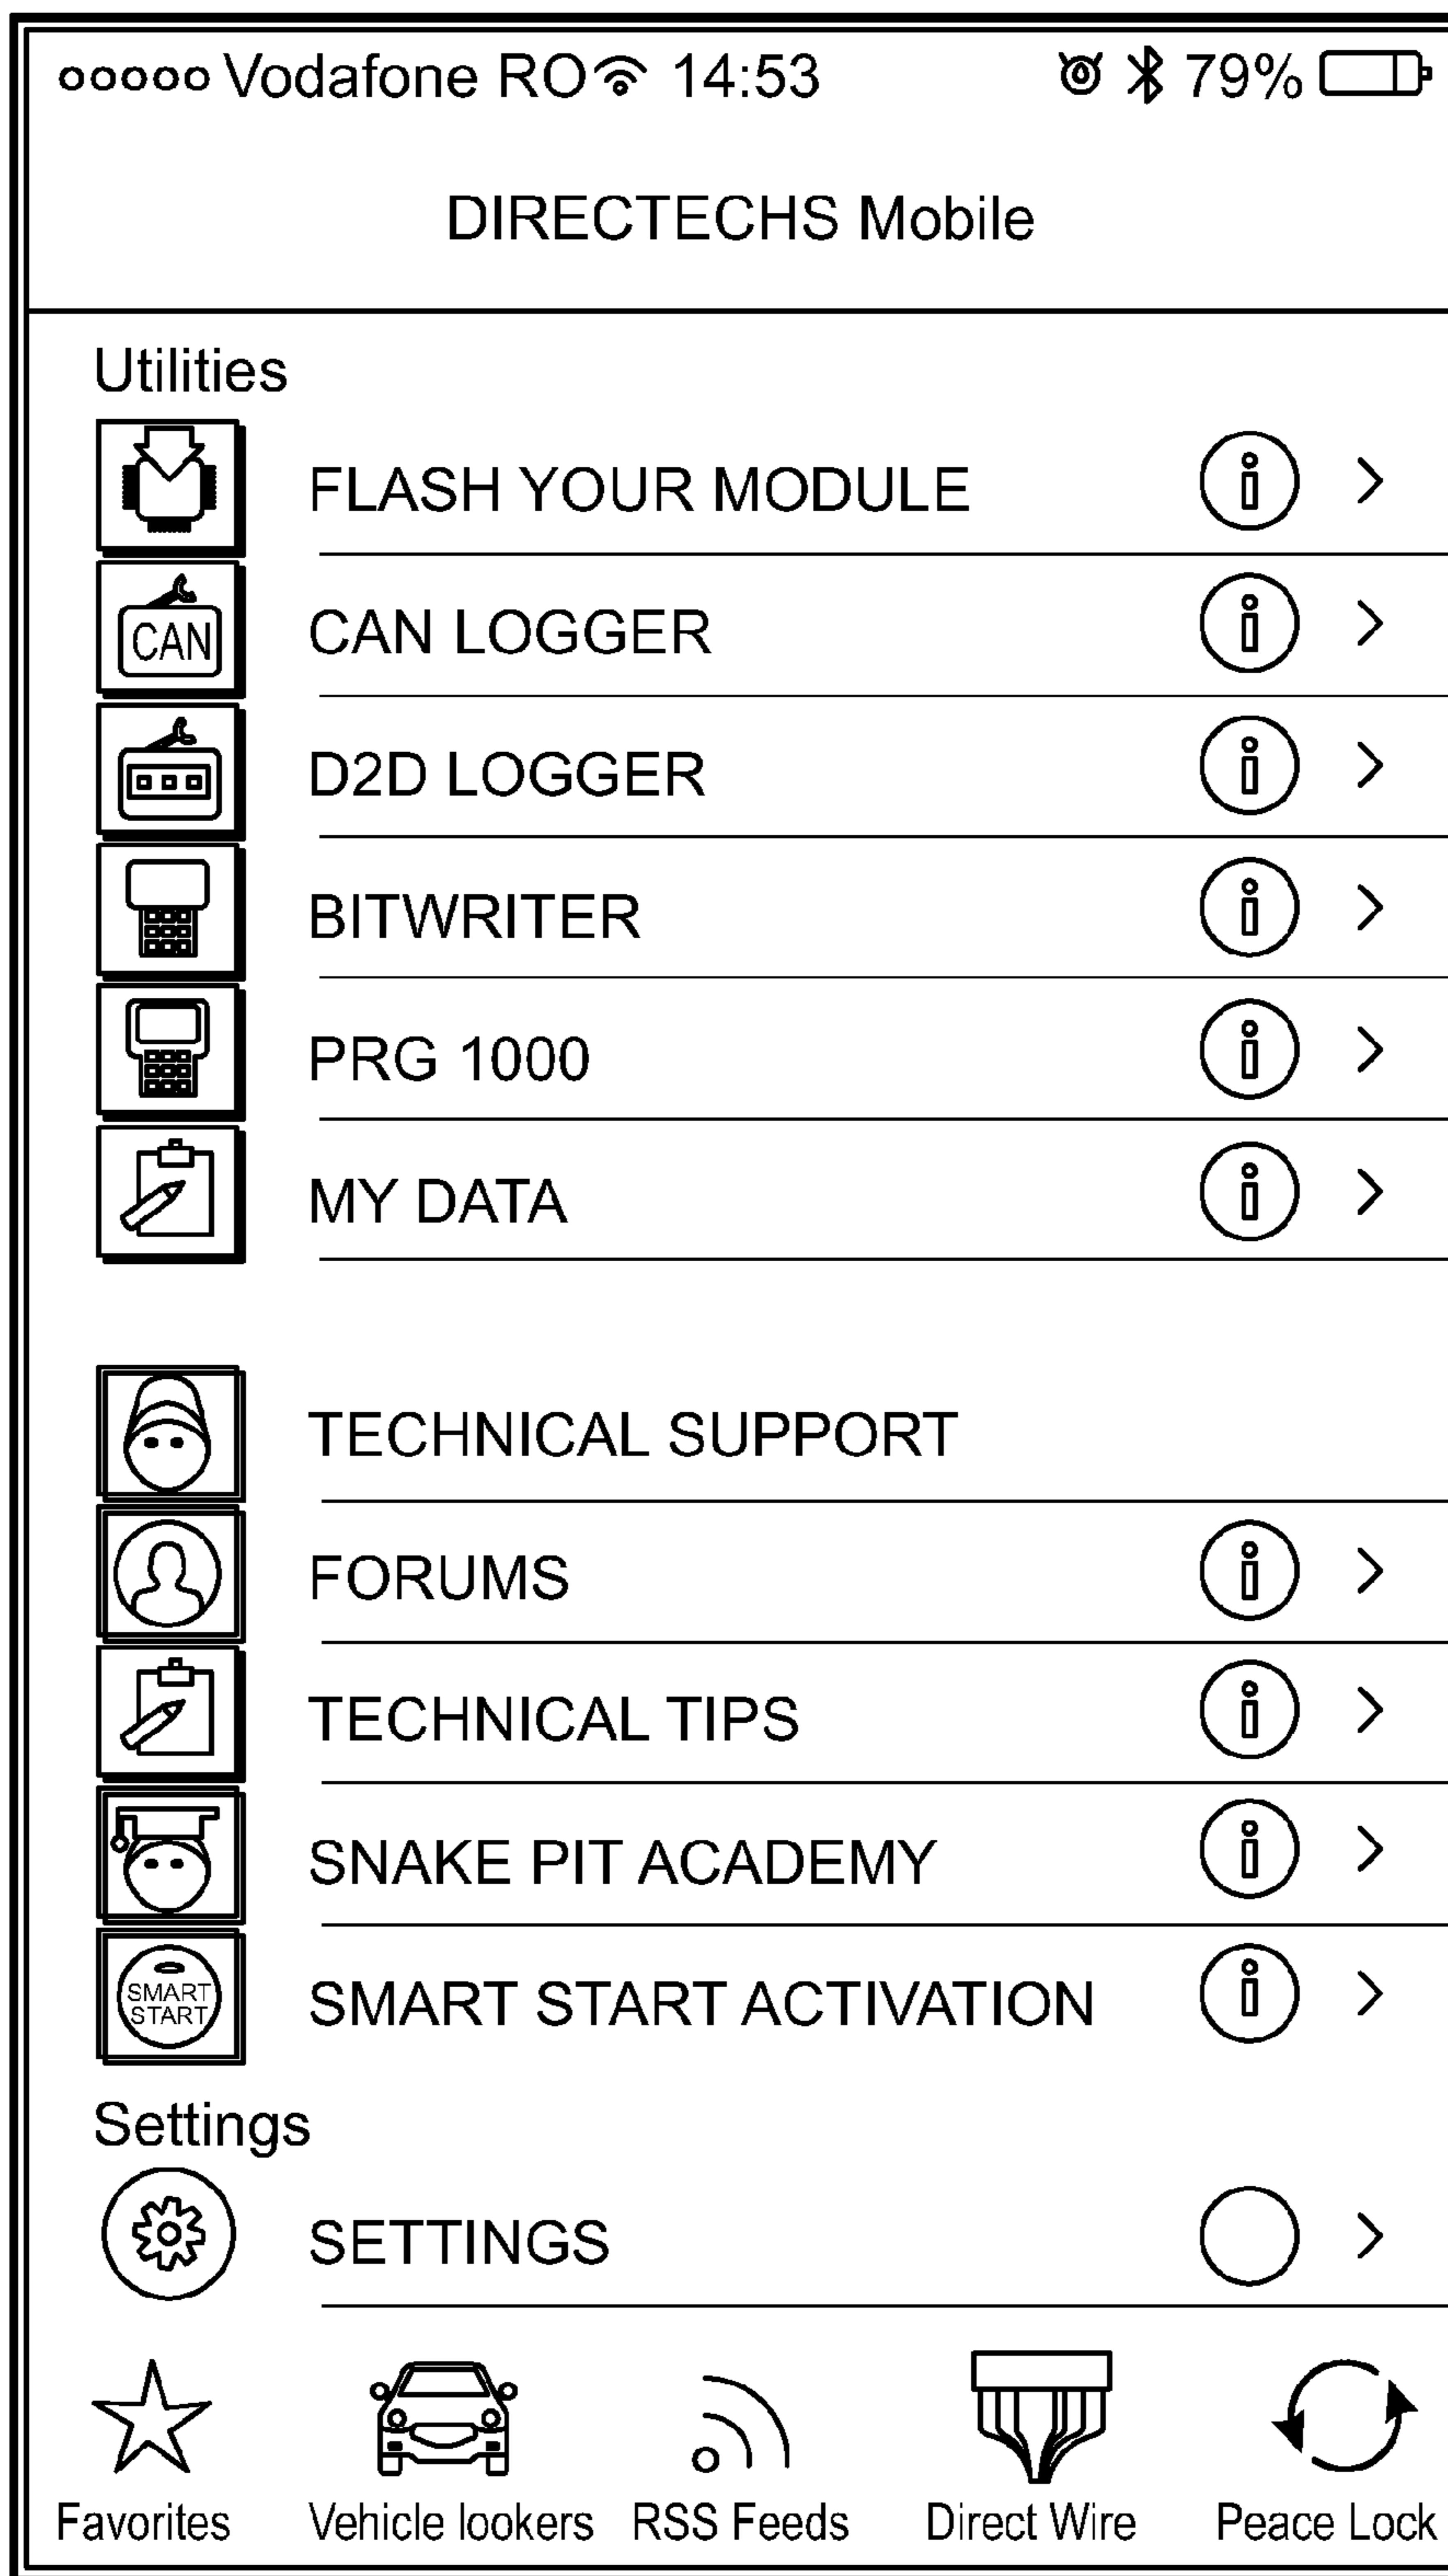 Vodafone RO 14:53 79%
DIRECTECHS Mobile
Utilities
FLASH YOUR MODULE
CAN
CAN LOGGER
D2D LOGGER
BITWRITER
PRG 1000
MY DATA
TECHNICAL SUPPORT
FORUMS
TECHNICAL TIPS
SNAKE PIT ACADEMY
SMART
START
SMART START ACTIVATION
Settings
SETTINGS
Favorites Vehicle lookers RSS Feeds Direct Wire Peace Lock